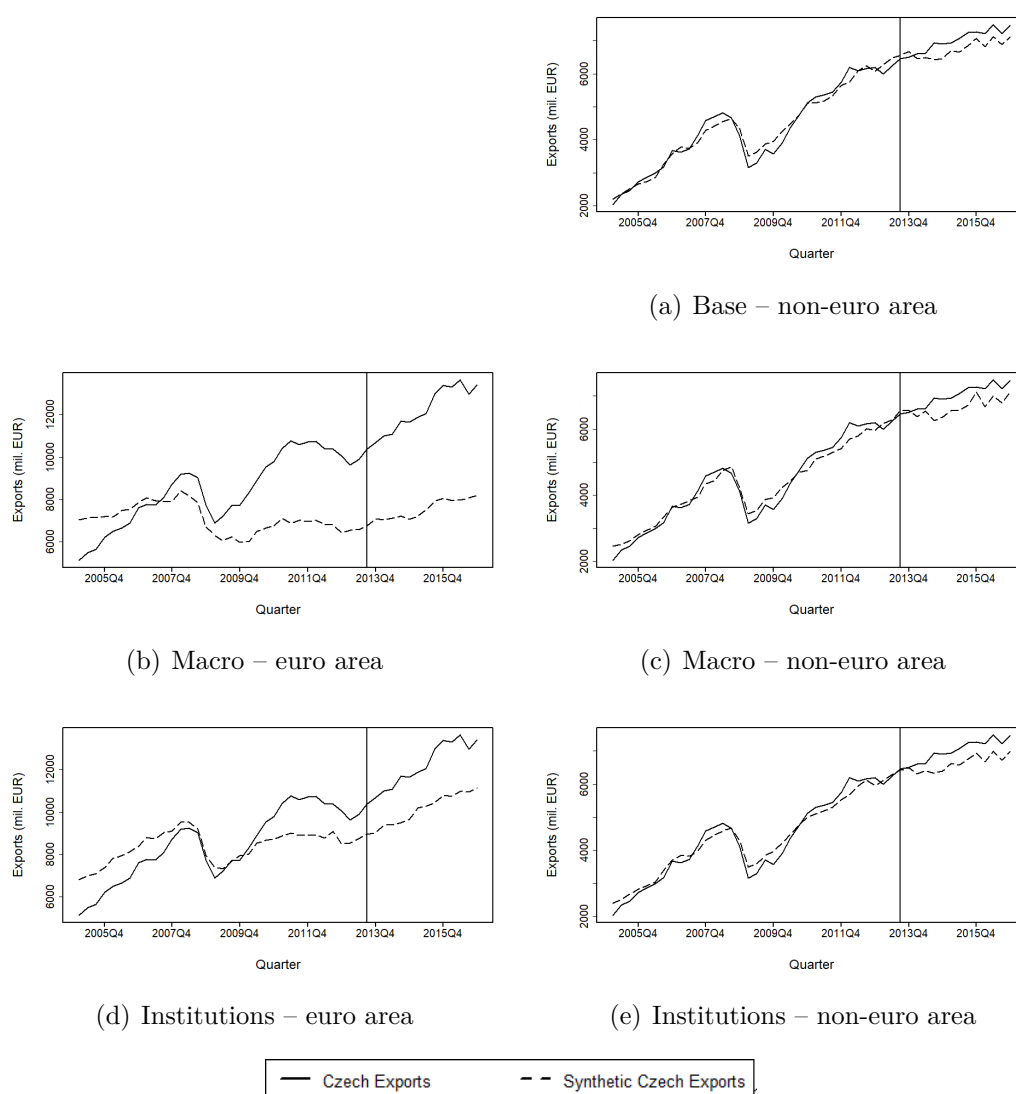 Exports (mil. EUR)
6000
4000
2000
2005Q4 2007Q4 2009Q4 2011Q4 2013Q4 2015Q4
Quarter
(a) Base – non-euro area
Exports (mil. EUR)
12000
10000
8000
6000
2005Q4 2007Q4 2009Q4 2011Q4 2013Q4 2015Q4
Quarter
(b) Macro – euro area
Exports (mil. EUR)
6000
4000
2000
2005Q4 2007Q4 2009Q4 2011Q4 2013Q4 2015Q4
Quarter
(c) Macro – non-euro area
Exports (mil. EUR)
12000
10000
8000
6000
2005Q4 2007Q4 2009Q4 2011Q4 2013Q4 2015Q4
Quarter
(d) Institutions – euro area
Exports (mil. EUR)
6000
4000
2000
2005Q4 2007Q4 2009Q4 2011Q4 2013Q4 2015Q4
Quarter
(e) Institutions – non-euro area
Czech Exports Synthetic Czech Exports